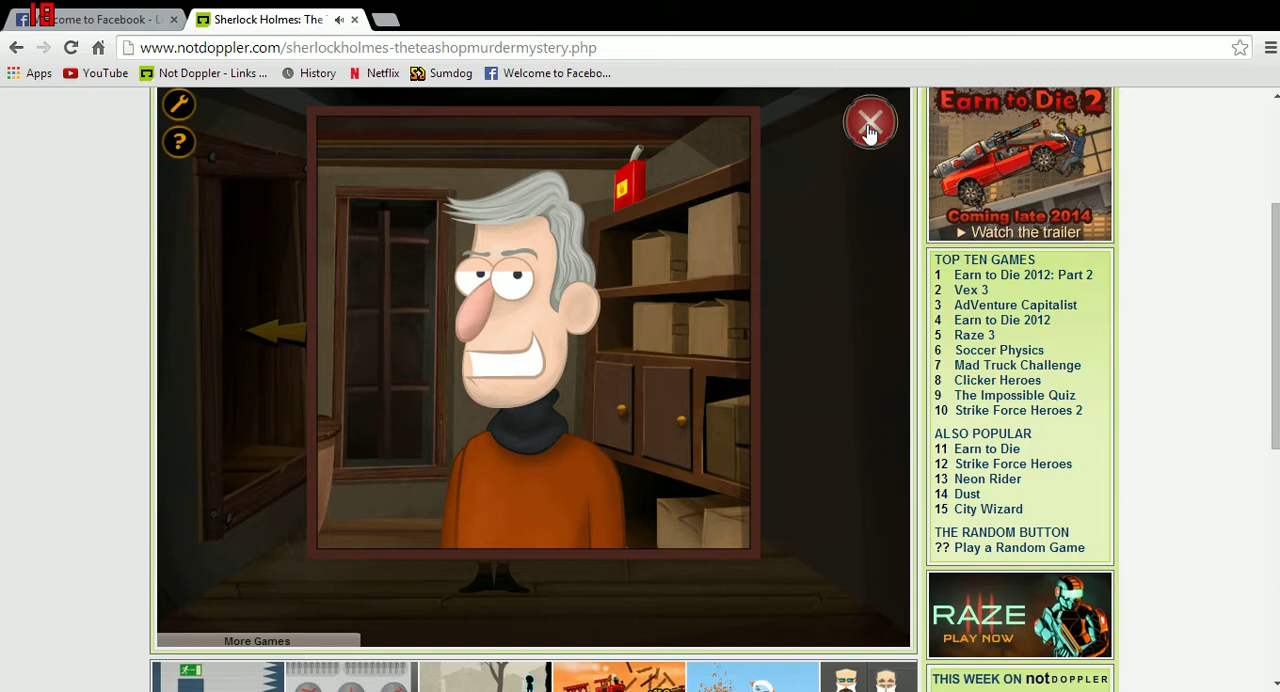 19
Welcome to Facebook - L
Sherlock Holmes: The
www.notdoppler.com/sherlockholmes-theteashopmurdermystery.php
Apps YouTube Not Doppler - Links ... History Netflix Sumdog Welcome to Facebo...
?
Earn to Die 2
Coming late 2014
Watch the trailer
TOP TEN GAMES
1 Earn to Die 2012: Part 2
2 Vex 3
3 AdVenture Capitalist
4 Earn to Die 2012
5 Raze 3
6 Soccer Physics
7 Mad Truck Challenge
8 Clicker Heroes
9 The Impossible Quiz
10 Strike Force Heroes 2
ALSO POPULAR
11 Earn to Die
12 Strike Force Heroes
13 Neon Rider
14 Dust
15 City Wizard
THE RANDOM BUTTON
?? Play a Random Game
RAZE
PLAY NOW
More Games
THIS WEEK ON notDOPPLER